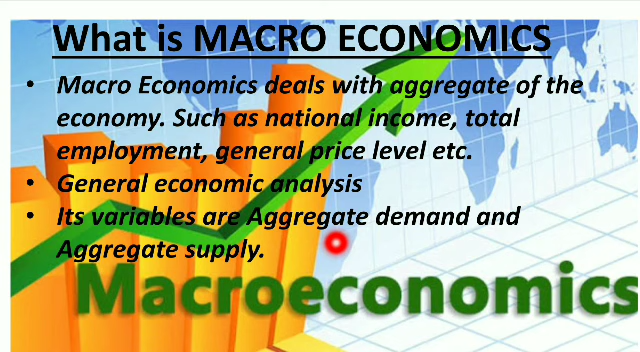 What is MACRO ECONOMICS
• Macro Economics deals with aggregate of the
economy. Such as national income, total
employment, general price level etc.
• General economic analysis
• Its variables are Aggregate demand and
Aggregate supply.
Macroeconomics